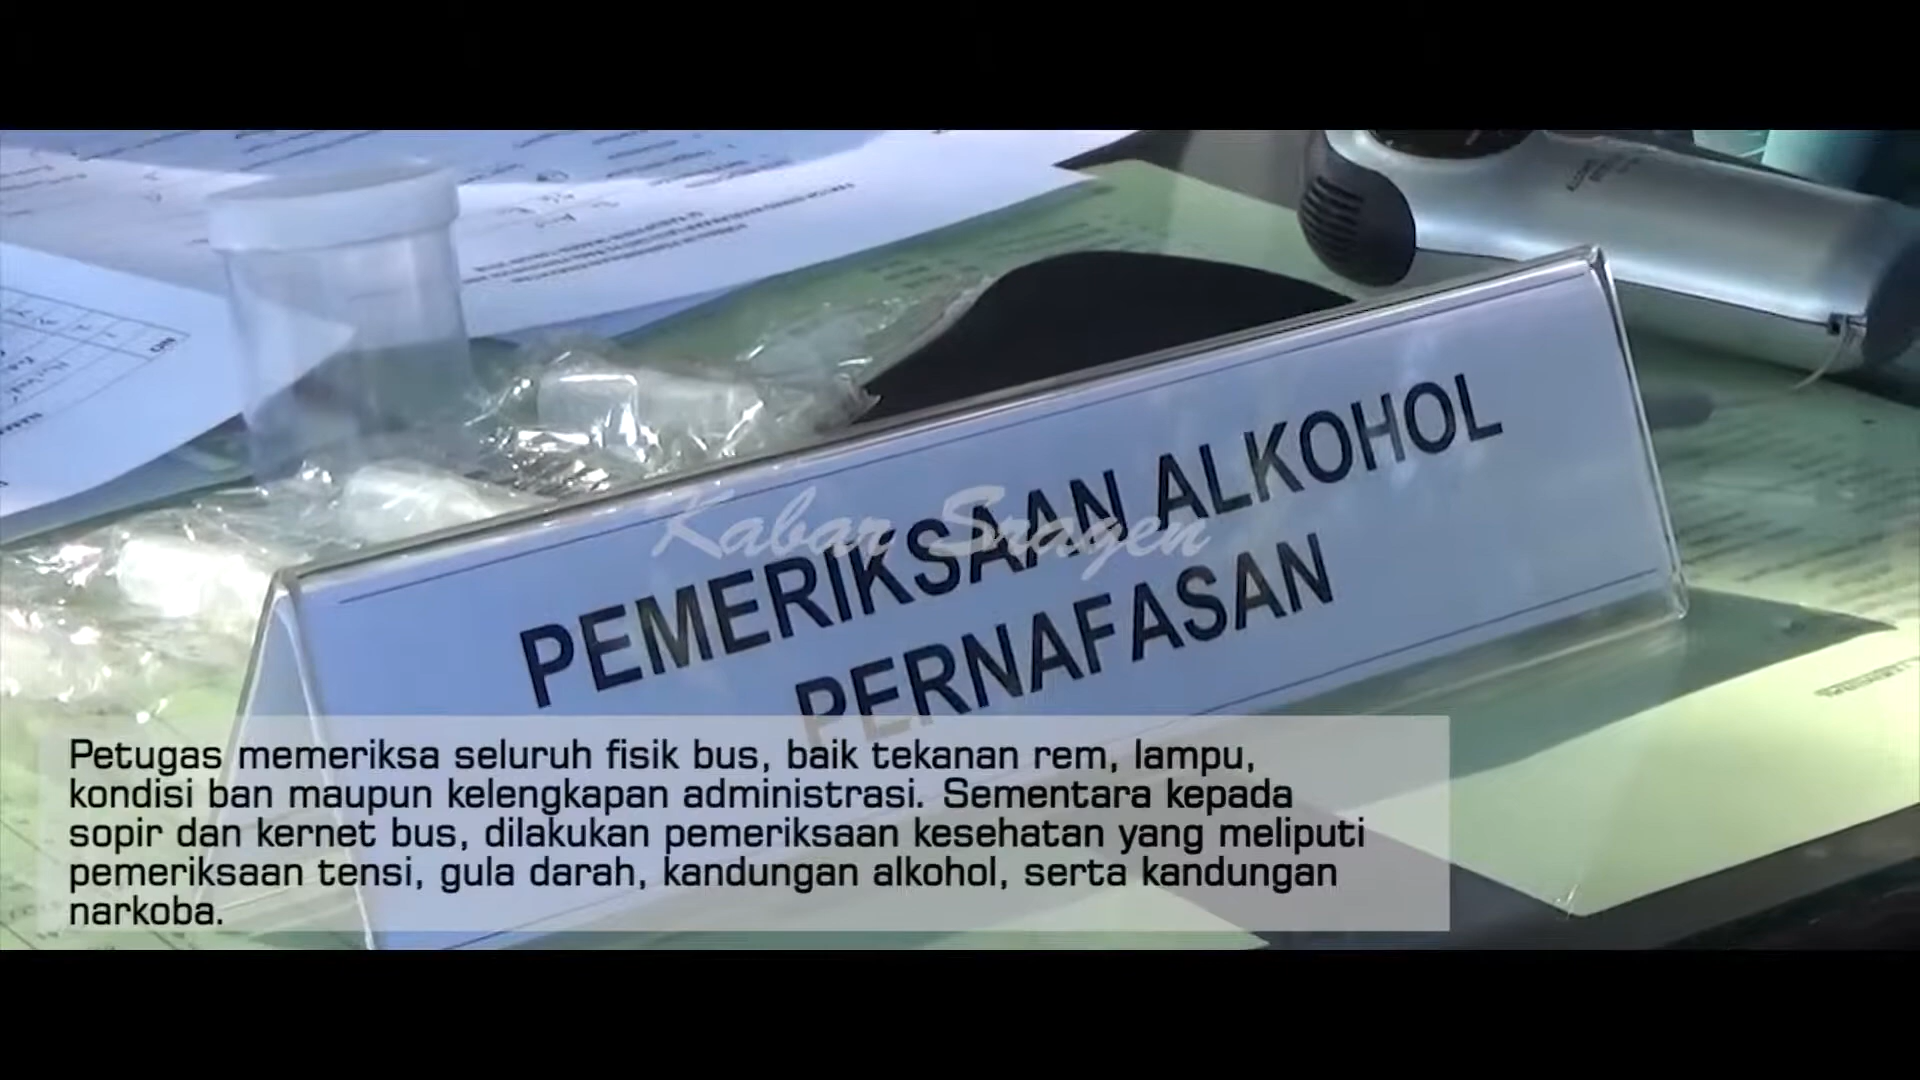 PEMERIKSAAN ALKOHOL
PERNAFASAN
Kabar Sragen
Petugas memeriksa seluruh fisik bus, baik tekanan rem, lampu,
kondisi ban maupun kelengkapan administrasi. Sementara kepada
sopir dan kernet bus, dilakukan pemeriksaan kesehatan yang meliputi
pemeriksaan tensi, gula darah, kandungan alkohol, serta kandungan
narkoba.